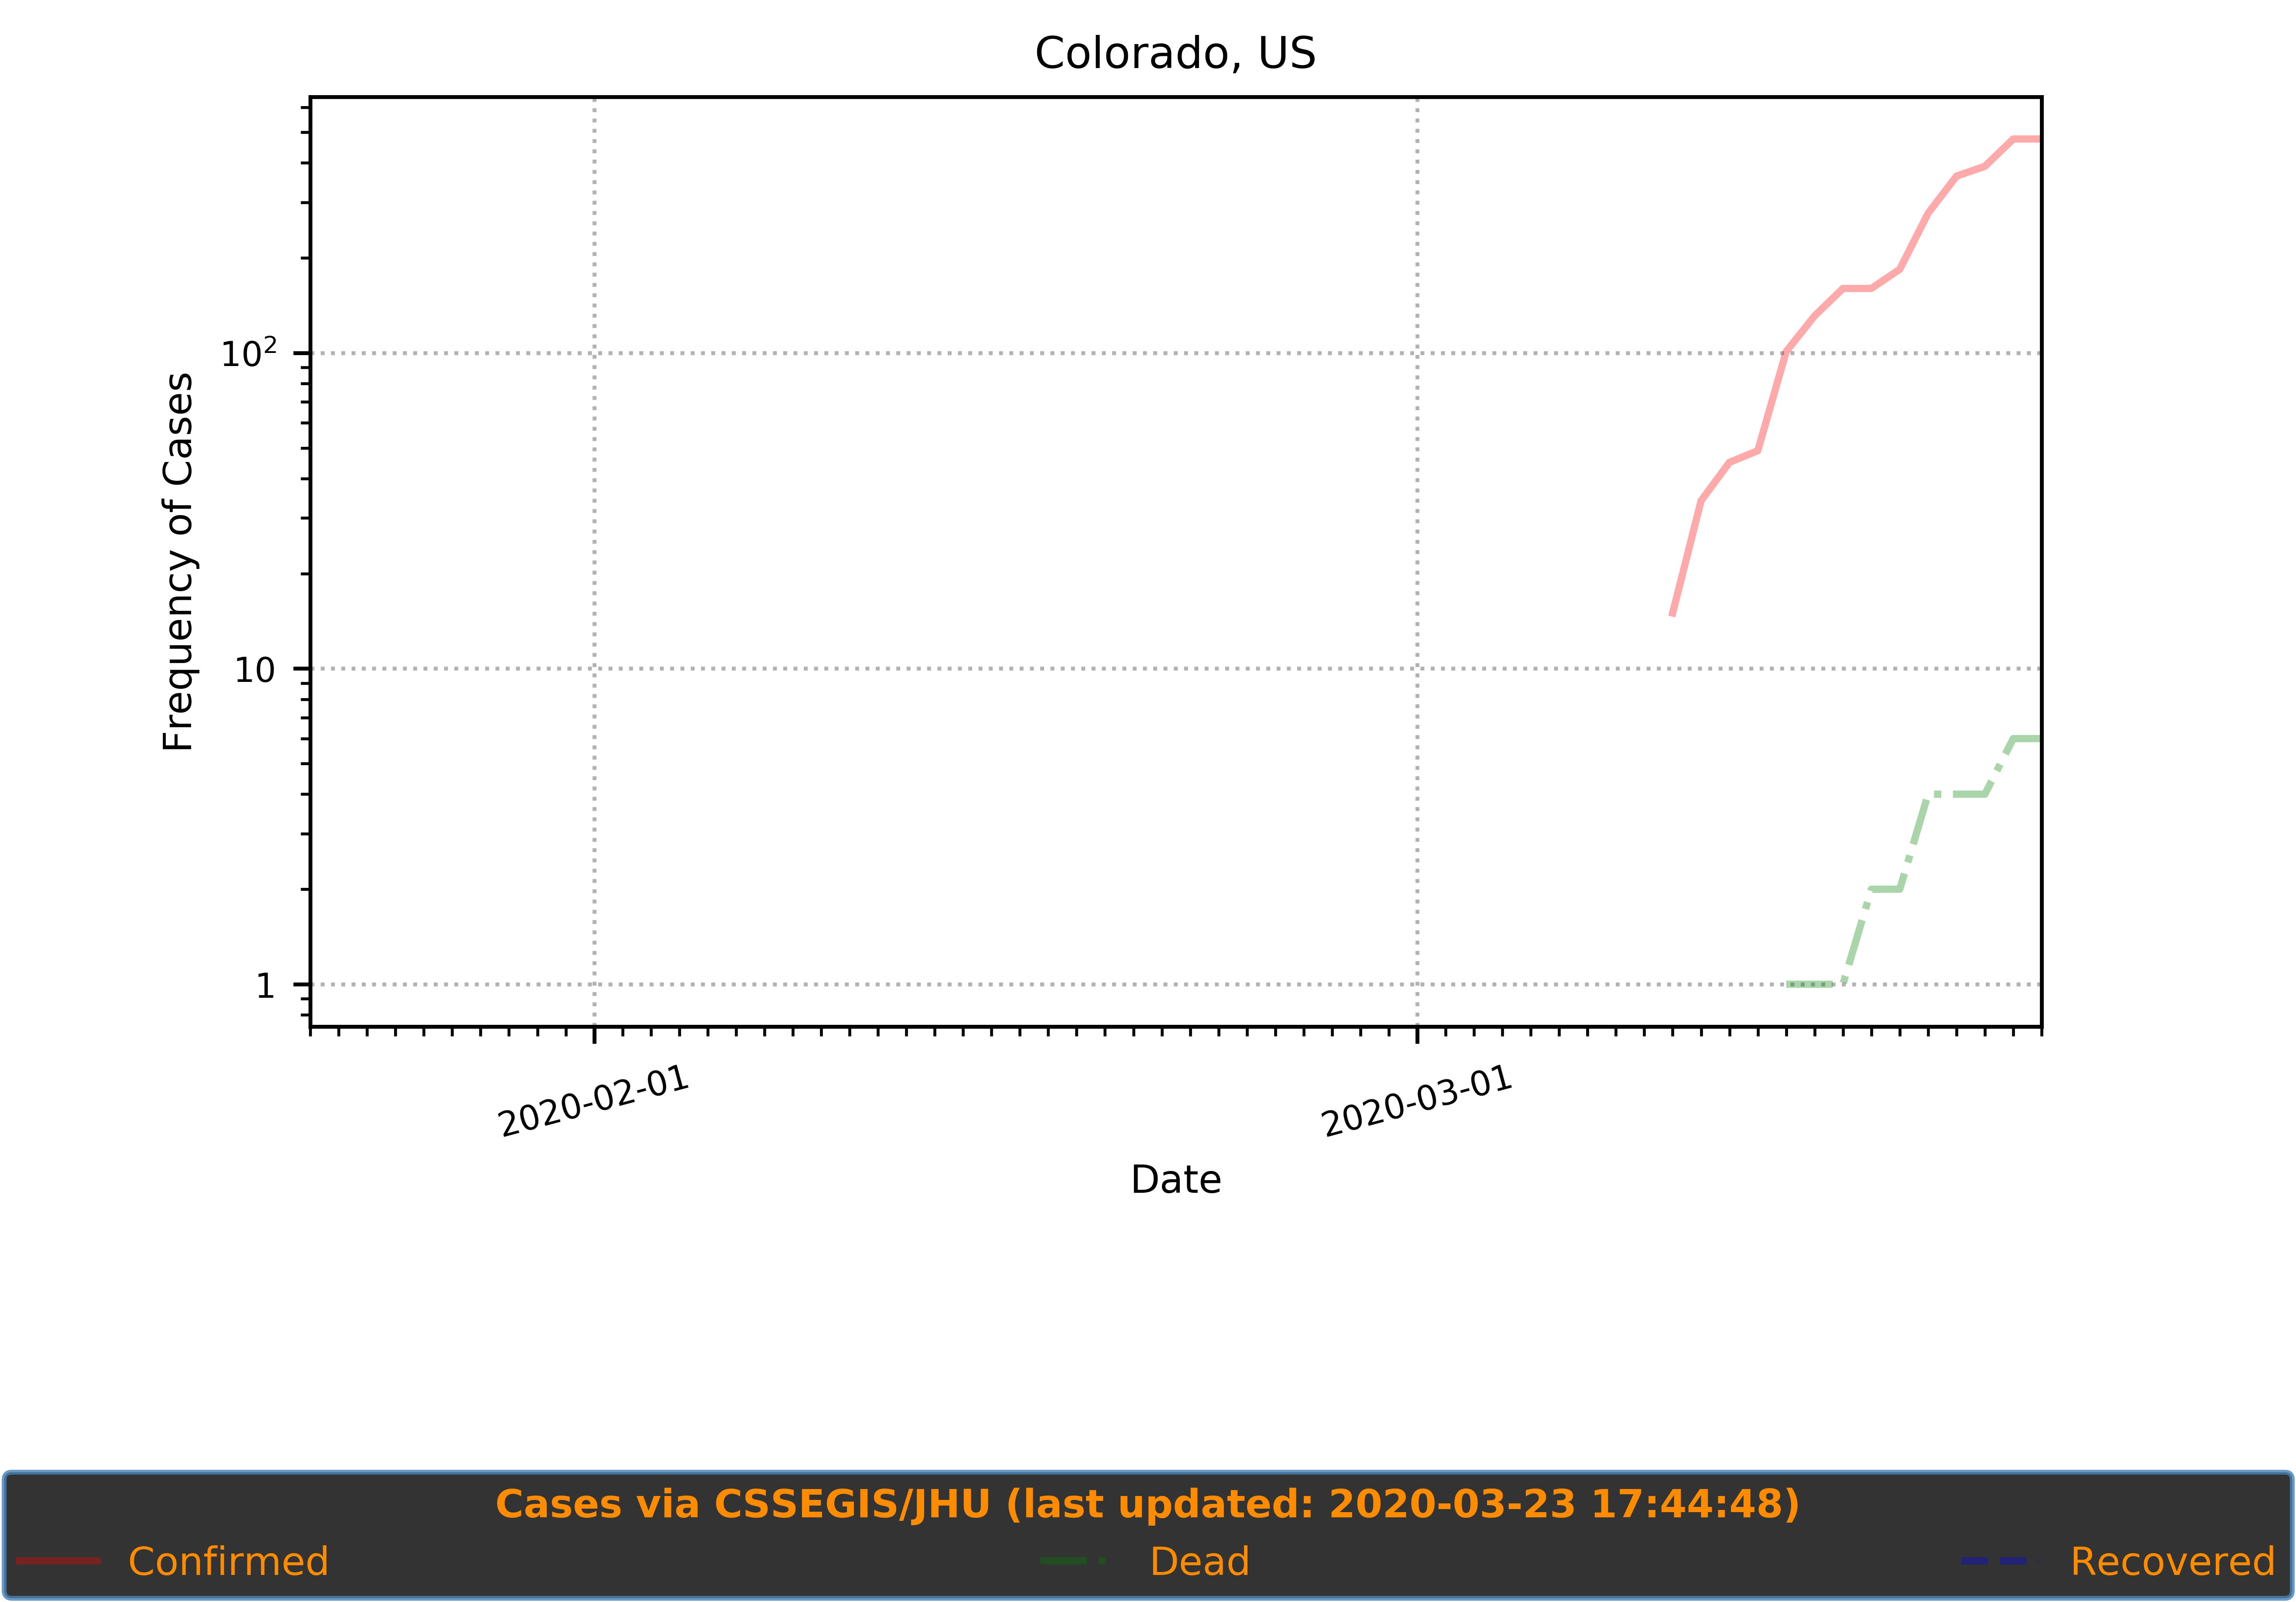 Colorado, US
Frequency of Cases
10²
10
1
2020-02-01
2020-03-01
Date
Cases via CSSEGIS/JHU (last updated: 2020-03-23 17:44:48)
Confirmed
Dead
Recovered